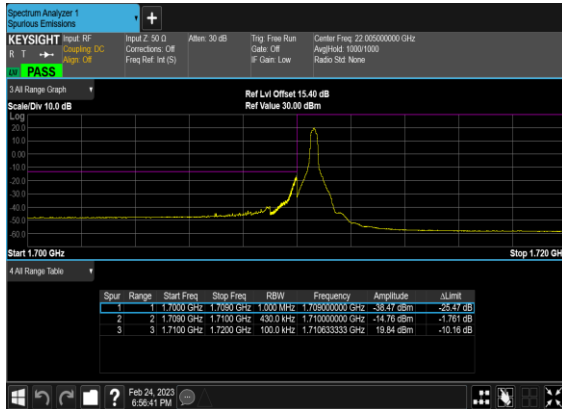 Spectrum Analyzer 1
Spurious Emissions
+
KEYSIGHT Input: RF Input Z: 50 Ω Atten: 30 dB Trig: Free Run Center Freq: 22.005000000 GHz
R T Coupling: DC Corrections: Off Gate: Off Avg|Hold: 1000/1000
Align: Off Freq Ref: Int (S) IF Gain: Low Radio Std: None
PASS
3 All Range Graph Ref Lvl Offset 15.40 dB
Scale/Div 10.0 dB Ref Value 30.00 dBm
Log
20.0
10.0
0.00
-10.0
-20.0
-30.0
-40.0
-50.0
-60.0
Start 1.700 GHz Stop 1.720 GH
4 All Range Table
Spur Range Start Freq Stop Freq RBW Frequency Amplitude ΔLimit
1 1 1.7000 GHz 1.7090 GHz 1.000 MHz 1.709000000 GHz -38.47 dBm -25.47 dB
2 2 1.7090 GHz 1.7100 GHz 430.0 kHz 1.710000000 GHz -14.76 dBm -1.761 dB
3 3 1.7100 GHz 1.7200 GHz 100.0 kHz 1.710633333 GHz 19.84 dBm -10.16 dB
? Feb 24, 2023
6:56:41 PM